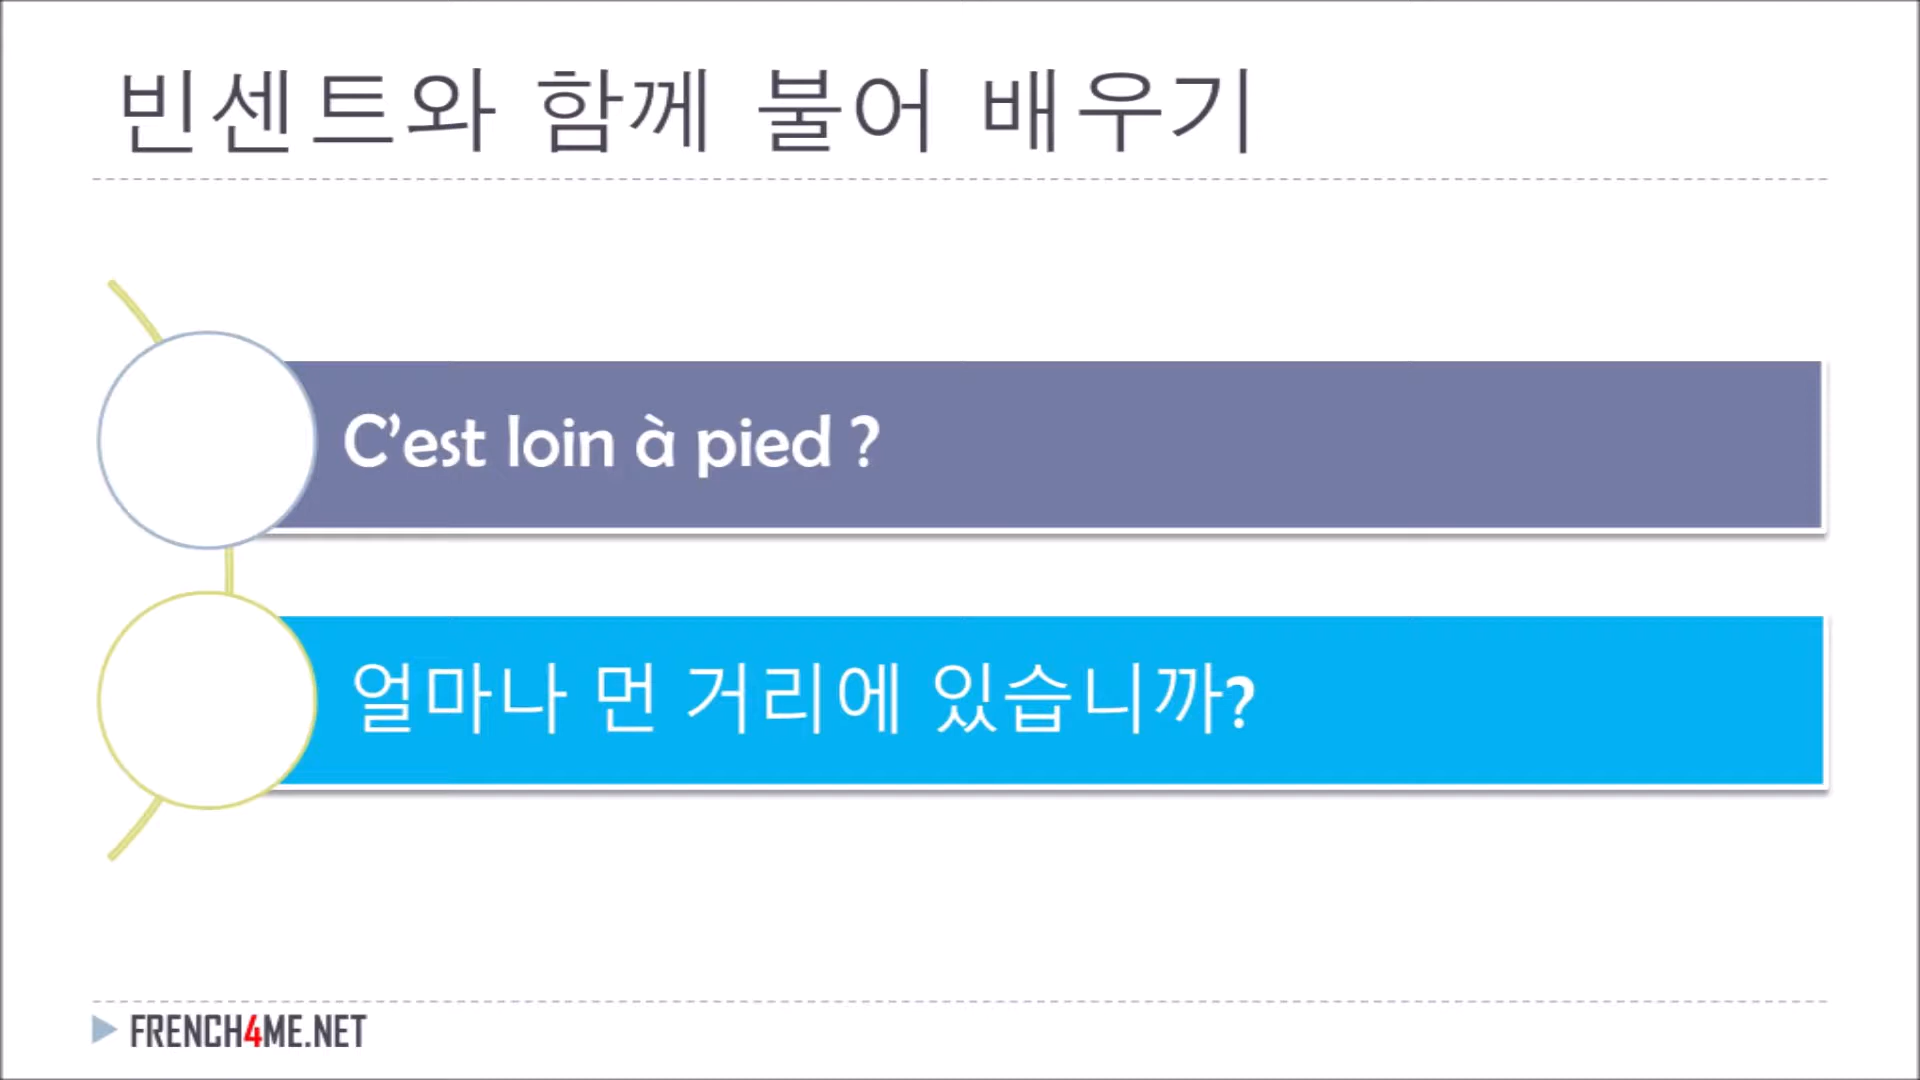 빈센트와 함께 불어 배우기
C’est loin à pied ?
얼마나 먼 거리에 있습니까?
FRENCH4ME.NET